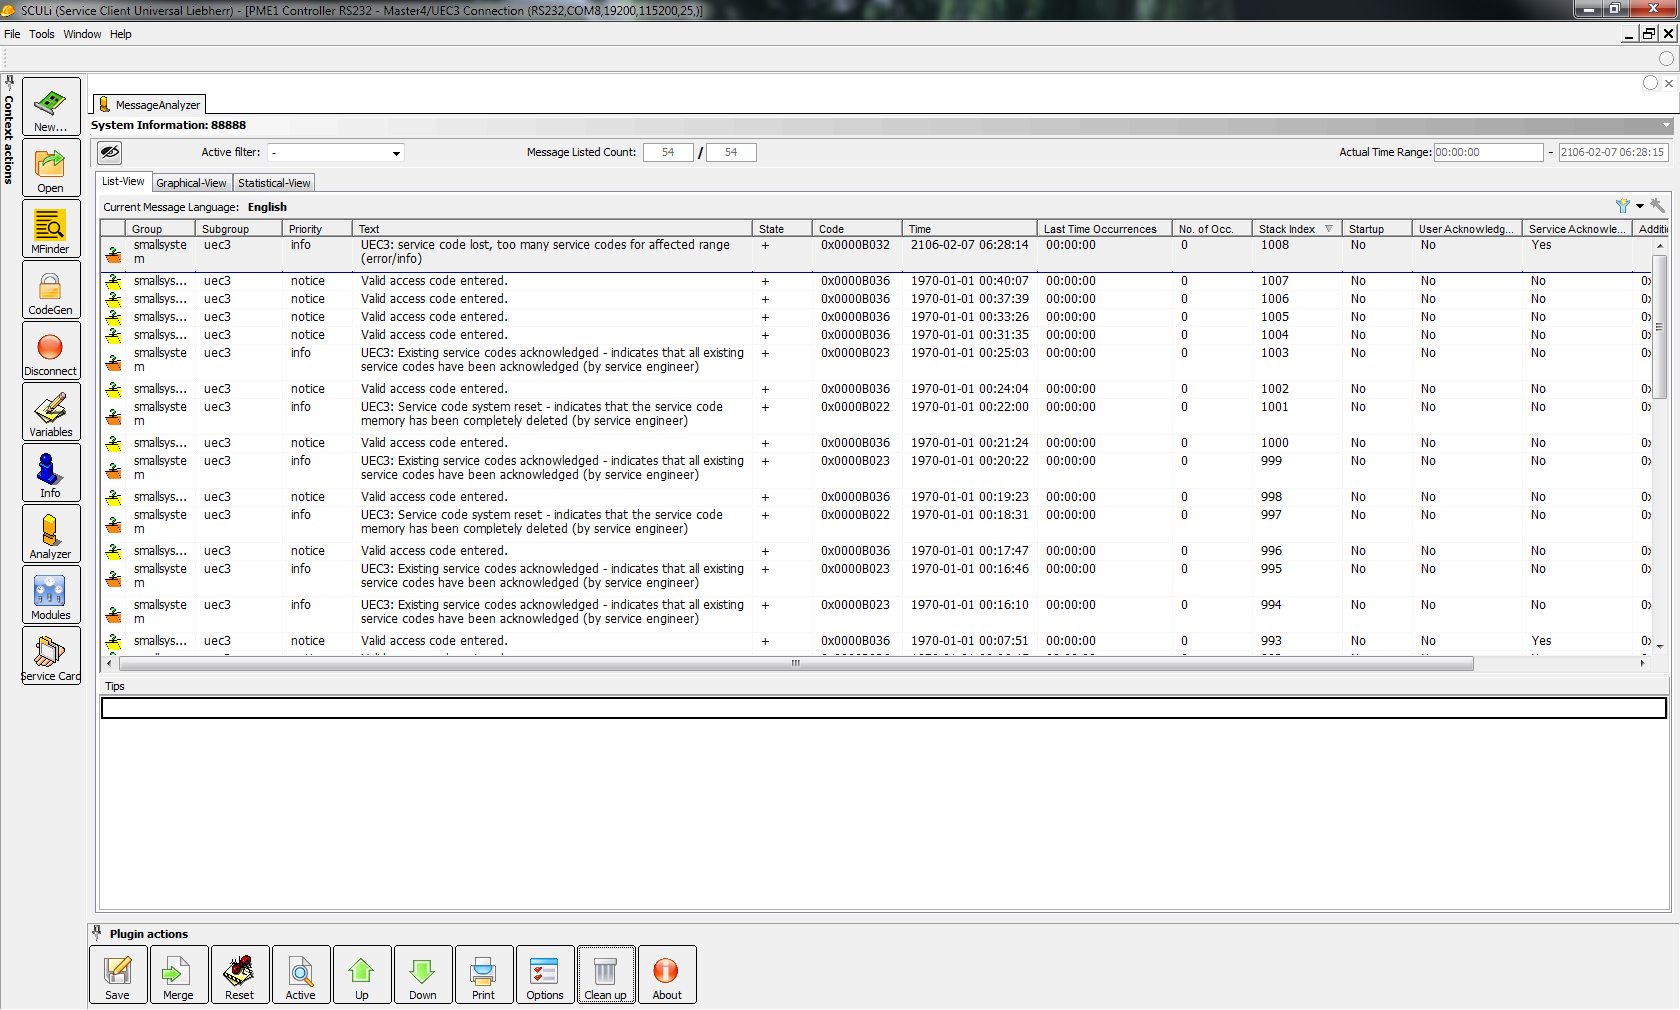 SCULi (Service Client Universal Liebherr) - [PME1 Controller RS232 - Master4/UEC3 Connection (RS232,COM8,19200,115200,25,)]
File Tools Window Help
Context actions
New...
Open
MFinder
CodeGen
Disconnect
Variables
Info
Analyzer
Modules
Service Card
MessageAnalyzer
System Information: 88888
Active filter: - Message Listed Count: 54 / 54 Actual Time Range: 00:00:00 - 2106-02-07 06:28:15
List-View Graphical-View Statistical-View
Current Message Language: English
Group Subgroup Priority Text State Code Time Last Time Occurrences No. of Occ. Stack Index Startup User Acknowledg... Service Acknowle... Additi
smallsyste uec3 info UEC3: service code lost, too many service codes for affected range + 0x0000B032 2106-02-07 06:28:14 00:00:00 0 1008 No No Yes
m (error/info)
smallsys... uec3 notice Valid access code entered. + 0x0000B036 1970-01-01 00:40:07 00:00:00 0 1007 No No No 0x
smallsys... uec3 notice Valid access code entered. + 0x0000B036 1970-01-01 00:37:39 00:00:00 0 1006 No No No 0x
smallsys... uec3 notice Valid access code entered. + 0x0000B036 1970-01-01 00:33:26 00:00:00 0 1005 No No No 0x
smallsys... uec3 notice Valid access code entered. + 0x0000B036 1970-01-01 00:31:35 00:00:00 0 1004 No No No 0x
smallsyste uec3 info UEC3: Existing service codes acknowledged - indicates that all existing + 0x0000B023 1970-01-01 00:25:03 00:00:00 0 1003 No No No 0x
m service codes have been acknowledged (by service engineer)
smallsys... uec3 notice Valid access code entered. + 0x0000B036 1970-01-01 00:24:04 00:00:00 0 1002 No No No 0x
smallsyste uec3 info UEC3: Service code system reset - indicates that the service code + 0x0000B022 1970-01-01 00:22:00 00:00:00 0 1001 No No No 0x
m memory has been completely deleted (by service engineer)
smallsys... uec3 notice Valid access code entered. + 0x0000B036 1970-01-01 00:21:24 00:00:00 0 1000 No No No 0x
smallsyste uec3 info UEC3: Existing service codes acknowledged - indicates that all existing + 0x0000B023 1970-01-01 00:20:22 00:00:00 0 999 No No No 0x
m service codes have been acknowledged (by service engineer)
smallsys... uec3 notice Valid access code entered. + 0x0000B036 1970-01-01 00:19:23 00:00:00 0 998 No No No 0x
smallsyste uec3 info UEC3: Service code system reset - indicates that the service code + 0x0000B022 1970-01-01 00:18:31 00:00:00 0 997 No No No 0x
m memory has been completely deleted (by service engineer)
smallsys... uec3 notice Valid access code entered. + 0x0000B036 1970-01-01 00:17:47 00:00:00 0 996 No No No 0x
smallsyste uec3 info UEC3: Existing service codes acknowledged - indicates that all existing + 0x0000B023 1970-01-01 00:16:46 00:00:00 0 995 No No No 0x
m service codes have been acknowledged (by service engineer)
smallsyste uec3 info UEC3: Existing service codes acknowledged - indicates that all existing + 0x0000B023 1970-01-01 00:16:10 00:00:00 0 994 No No No 0x
m service codes have been acknowledged (by service engineer)
smallsys... uec3 notice Valid access code entered. + 0x0000B036 1970-01-01 00:07:51 00:00:00 0 993 No No Yes 0x
Tips
Plugin actions
Save Merge Reset Active Up Down Print Options Clean up About